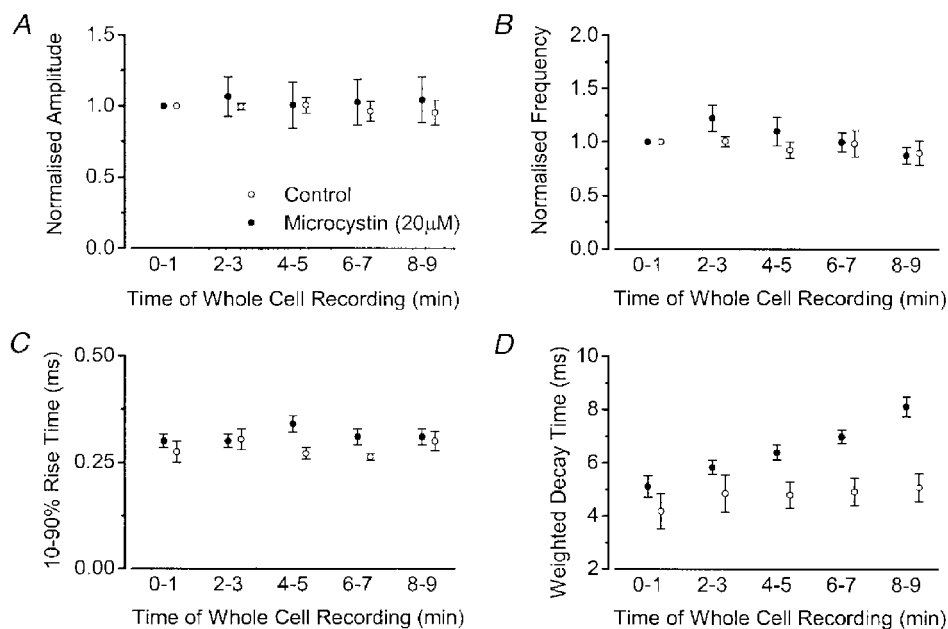 A
Normalised Amplitude
1.5
1.0
0.5
0.0
Control
Microcystin (20µM)
0-1 2-3 4-5 6-7 8-9
Time of Whole Cell Recording (min)
B
Normalised Frequency
2.0
1.5
1.0
0.5
0.0
0-1 2-3 4-5 6-7 8-9
Time of Whole Cell Recording (min)
C
10-90% Rise Time (ms)
0.50
0.25
0.00
0-1 2-3 4-5 6-7 8-9
Time of Whole Cell Recording (min)
D
Weighted Decay Time (ms)
10
8
6
4
2
0-1 2-3 4-5 6-7 8-9
Time of Whole Cell Recording (min)